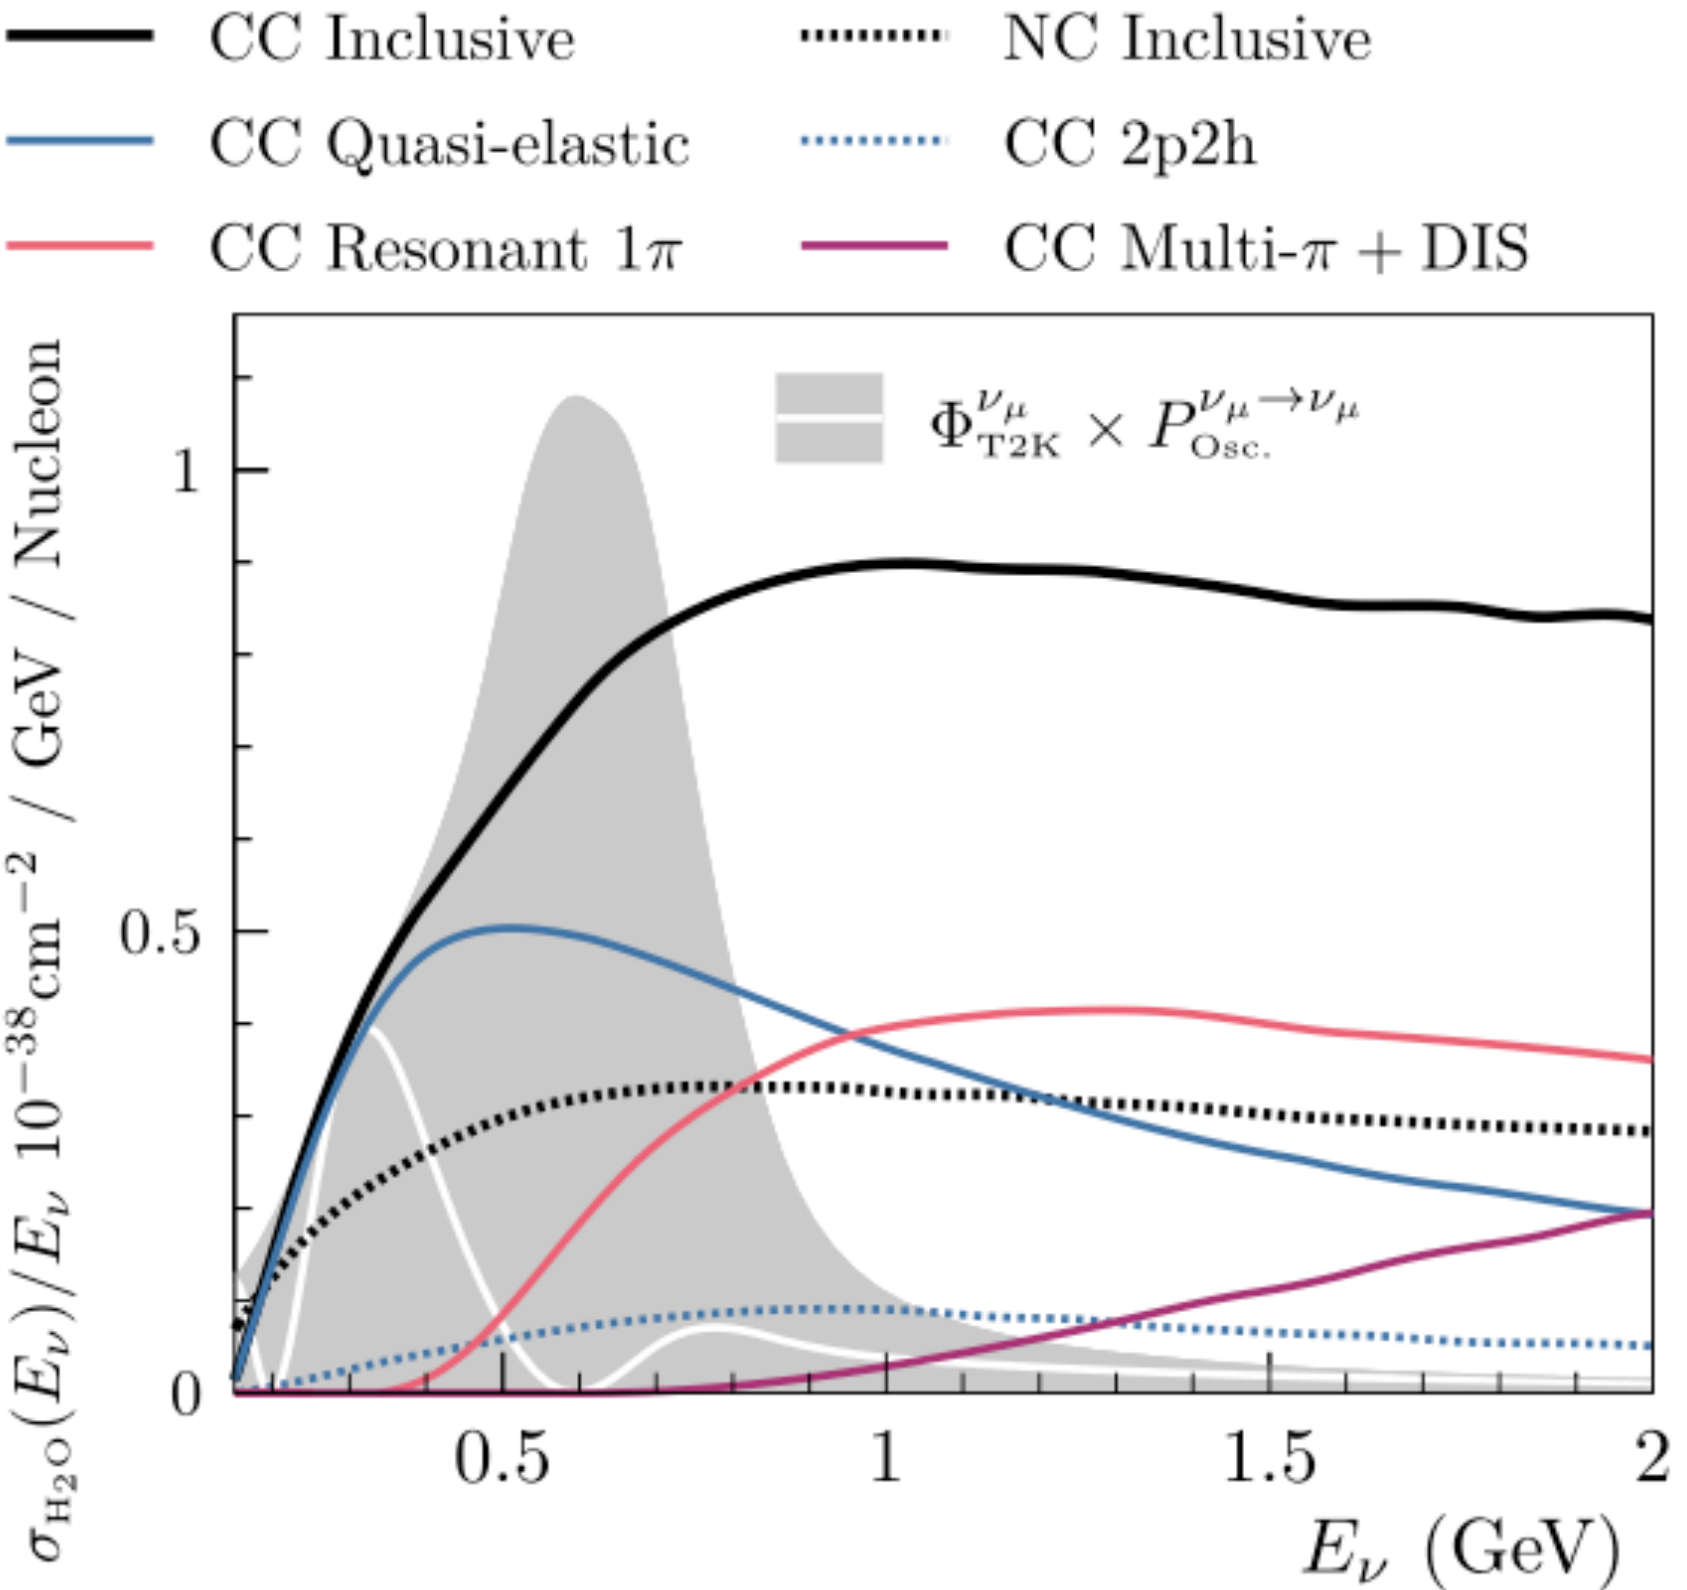 CC Inclusive
NC Inclusive
CC Quasi-elastic
CC 2p2h
CC Resonant 1π
CC Multi-π + DIS
σ_{H₂O}(E_ν)/E_ν 10^{−38}cm^{−2} / GeV / Nucleon
Φ_{T2K}^{ν_μ} × P_{Osc.}^{ν_μ→ν_μ}
1
0.5
0
0.5
1
1.5
2
E_ν (GeV)